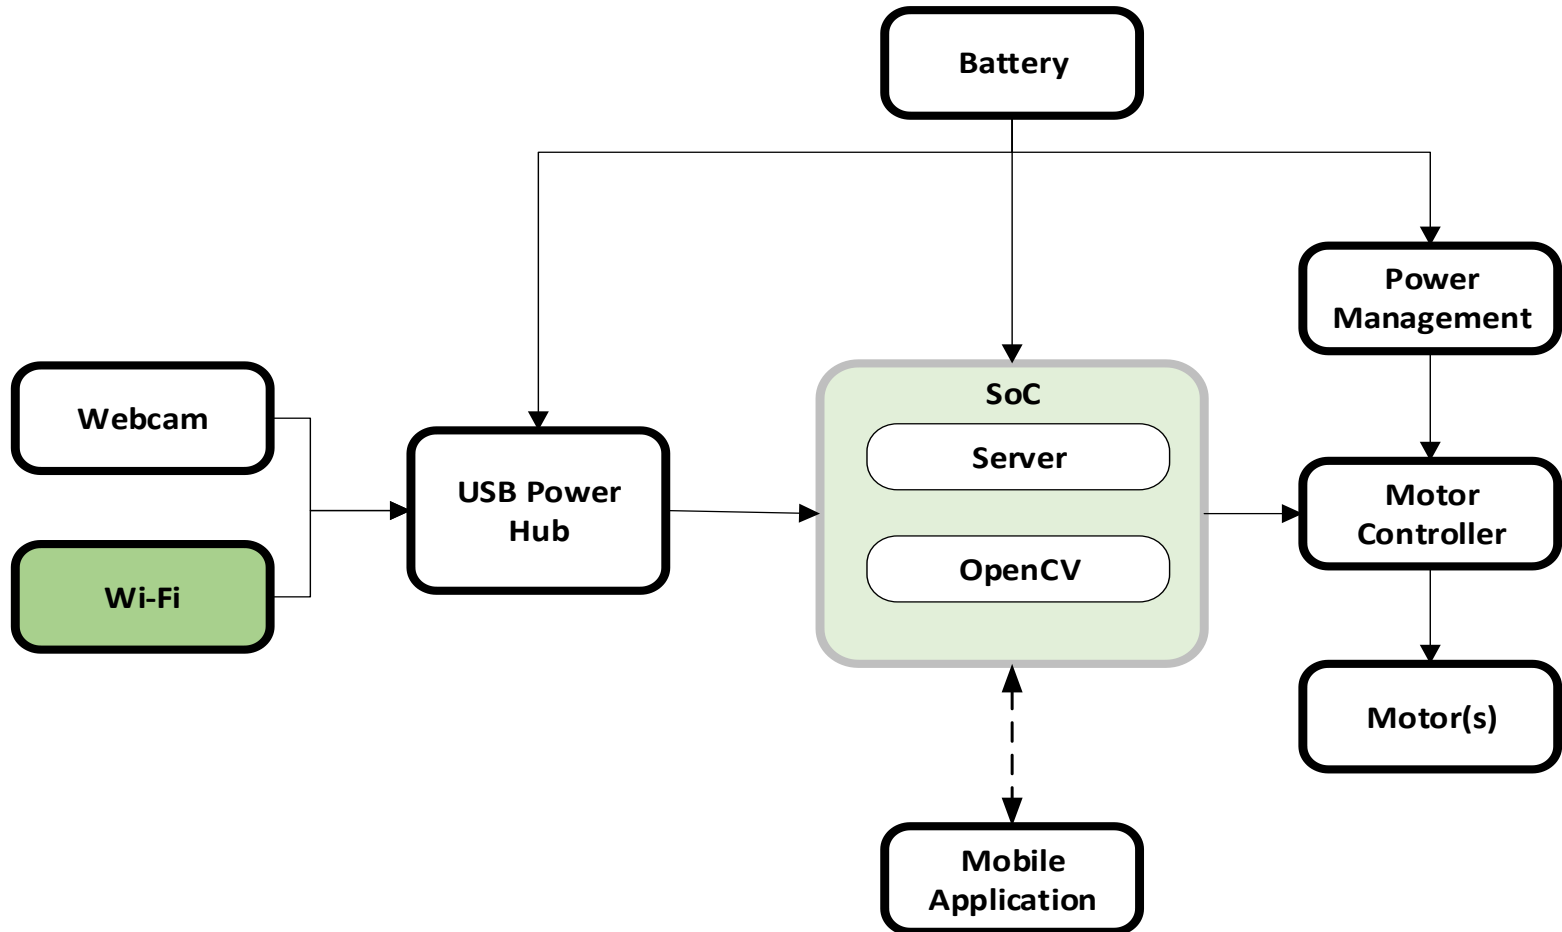 Battery
Power
Management
Webcam
SoC
Server
USB Power
Hub
Motor
Controller
OpenCV
Wi-Fi
Motor(s)
Mobile
Application